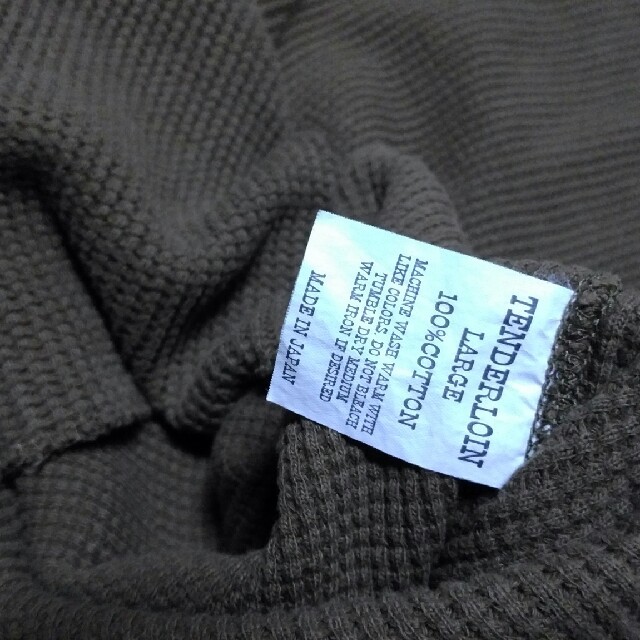 TENDERLOIN
LARGE
100%COTTON
MACHINE WASH WARM WITH
LIKE COLORS. DO NOT BLEACH
TUMBLE DRY MEDIUM
WARM IRON IF DESIRED
MADE IN JAPAN